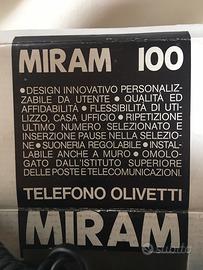 MIRAM 100
•DESIGN INNOVATIVO PERSONALIZ-
ZABILE DA UTENTE • QUALITÀ ED
AFFIDABILITÀ • FLESSIBILITÀ DI UTI-
LIZZO, CASA UFFICIO • RIPETIZIONE
ULTIMO NUMERO SELEZIONATO E
INSERZIONE PAUSE NELLA SELEZIO-
NE • SUONERIA REGOLABILE • INSTAL-
LABILE ANCHE A MURO • OMOLO-
GATO DALL'ISTITUTO SUPERIORE
DELLE POSTE E TELECOMUNICAZIONI.
TELEFONO OLIVETTI
MIRAM
subito